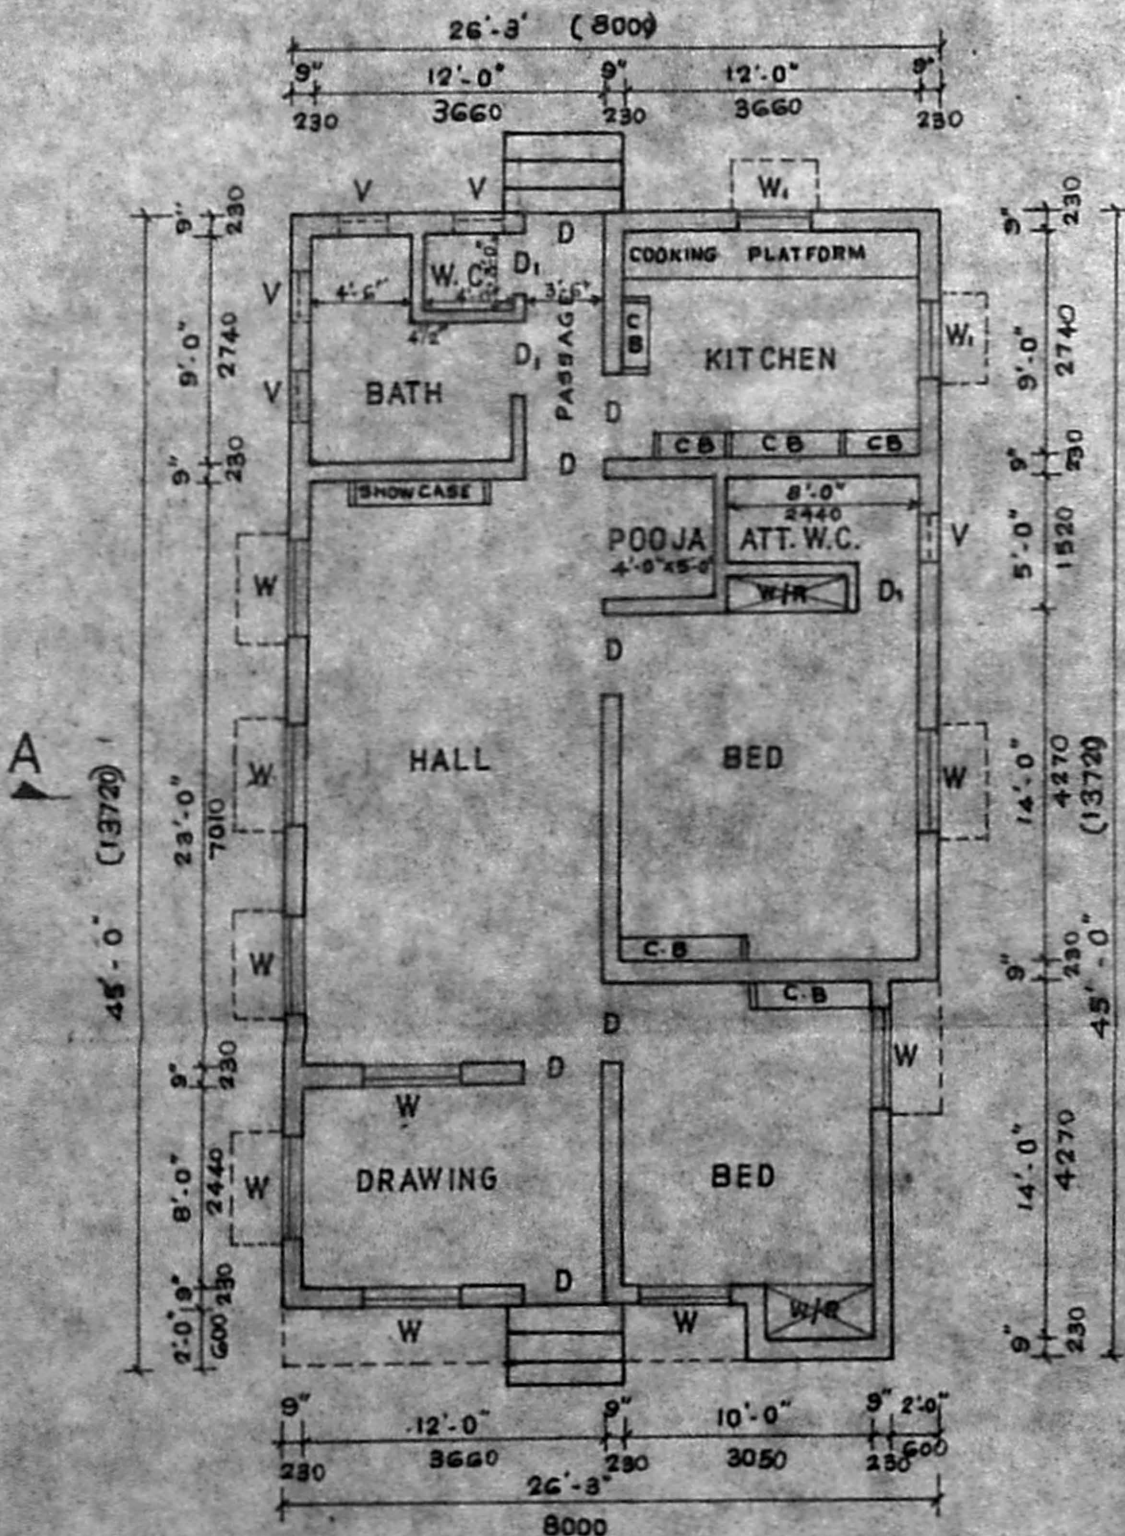 26'-3' (8000)
9" 12'-0" 9" 12'-0" 9"
230 3660 230 3660 230
V V W₁
9" 230 9" 230
D
COOKING PLATFORM
W.C. D₁
V 4'-6" 3'-6"
4½"
PASSAGE
CB
W₁
9'-0" 2740 9'-0" 2740
D₁ KITCHEN
V BATH D
CB CB CB
9" 230 D 9" 230
SHOWCASE 8'-0"
2440
POOJA ATT. W.C. V
4'-0"x5'-0"
5'-0" 1520
W W/R D₁
D
A
HALL BED
W W
45'-0" (13720) 23'-0" 7010 14'-0" 4270 (13720) 45'-0"
W C.B 9" 230
C.B
D
9" 230 D W
W
8'-0" 2440 W DRAWING BED 14'-0" 4270
D
9" 230 W/R
2'-0" 600 W W 9" 230
9" 12'-0" 9" 10'-0" 9" 2'-0"
230 3660 230 3050 230 600
26'-3"
8000